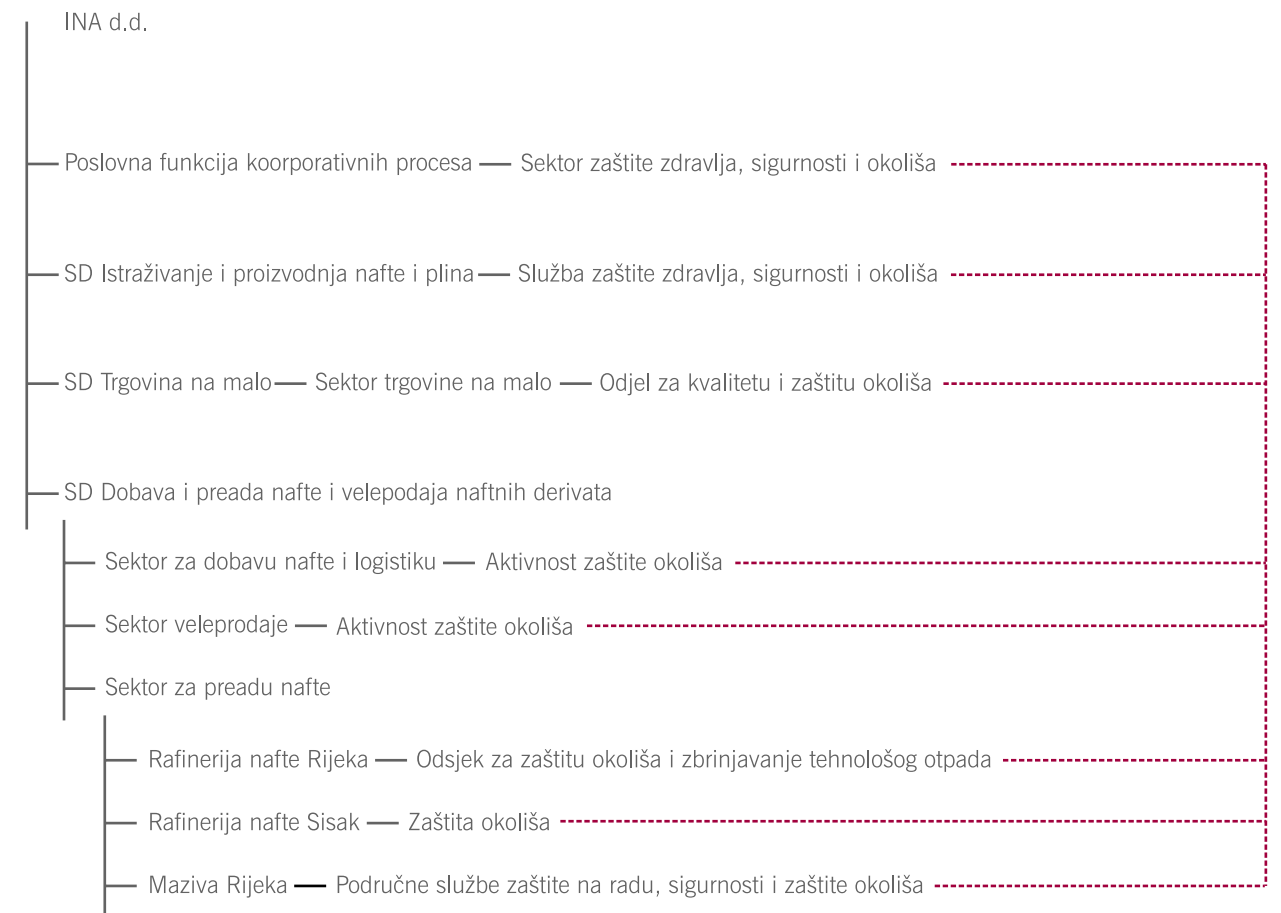 INA d.d.
Poslovna funkcija koorporativnih procesa Sektor zaštite zdravlja, sigurnosti i okoliša
SD Istraživanje i proizvodnja nafte i plina Služba zaštite zdravlja, sigurnosti i okoliša
SD Trgovina na malo Sektor trgovine na malo Odjel za kvalitetu i zaštitu okoliša
SD Dobava i preada nafte i velepodaja naftnih derivata
Sektor za dobavu nafte i logistiku Aktivnost zaštite okoliša
Sektor veleprodaje Aktivnost zaštite okoliša
Sektor za preadu nafte
Rafinerija nafte Rijeka Odsjek za zaštitu okoliša i zbrinjavanje tehnološog otpada
Rafinerija nafte Sisak Zaštita okoliša
Maziva Rijeka Područne službe zaštite na radu, sigurnosti i zaštite okoliša